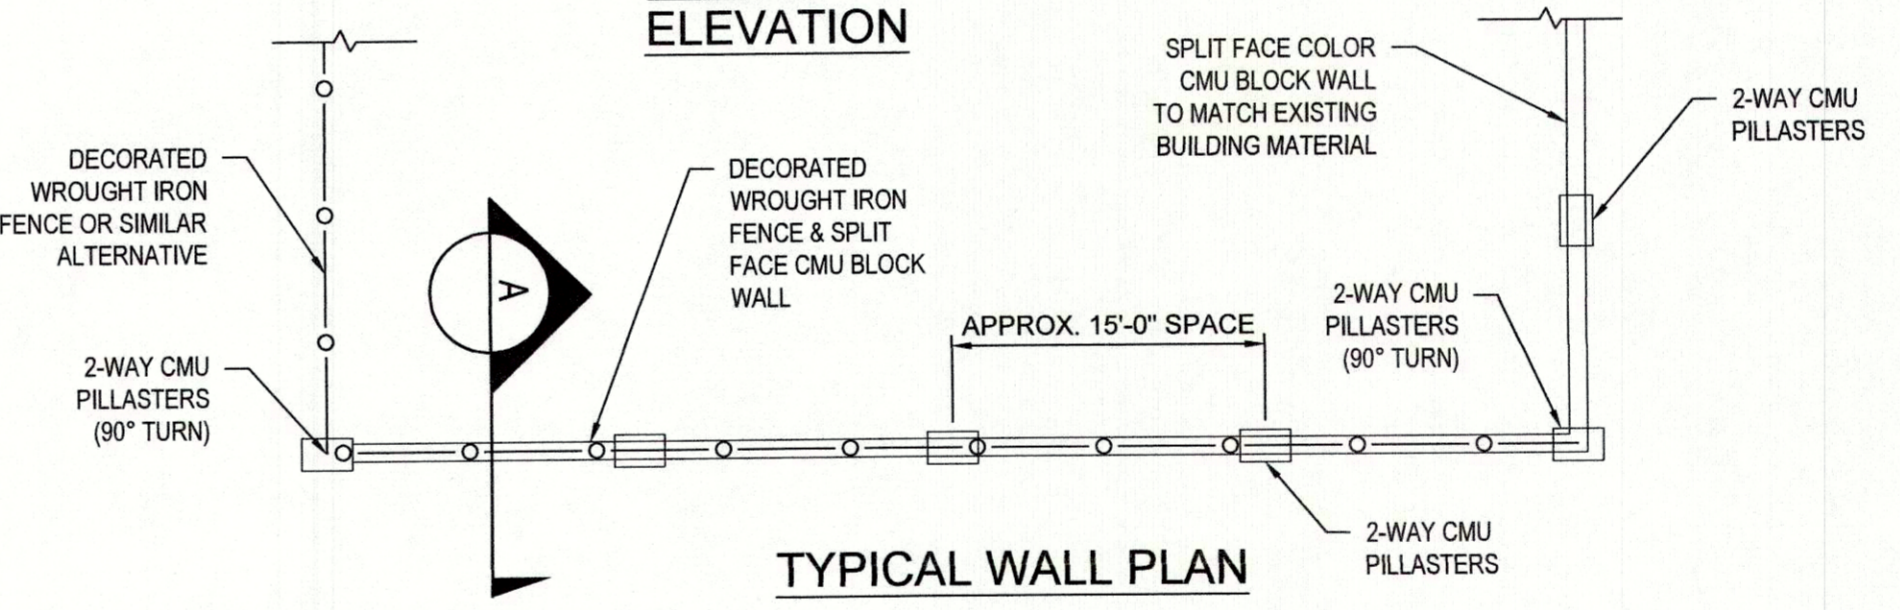 ELEVATION
SPLIT FACE COLOR
CMU BLOCK WALL
TO MATCH EXISTING
BUILDING MATERIAL
2-WAY CMU
PILLASTERS
DECORATED
WROUGHT IRON
FENCE OR SIMILAR
ALTERNATIVE
DECORATED
WROUGHT IRON
FENCE & SPLIT
FACE CMU BLOCK
WALL
A
2-WAY CMU
PILLASTERS
(90° TURN)
APPROX. 15'-0" SPACE
2-WAY CMU
PILLASTERS
(90° TURN)
2-WAY CMU
PILLASTERS
TYPICAL WALL PLAN